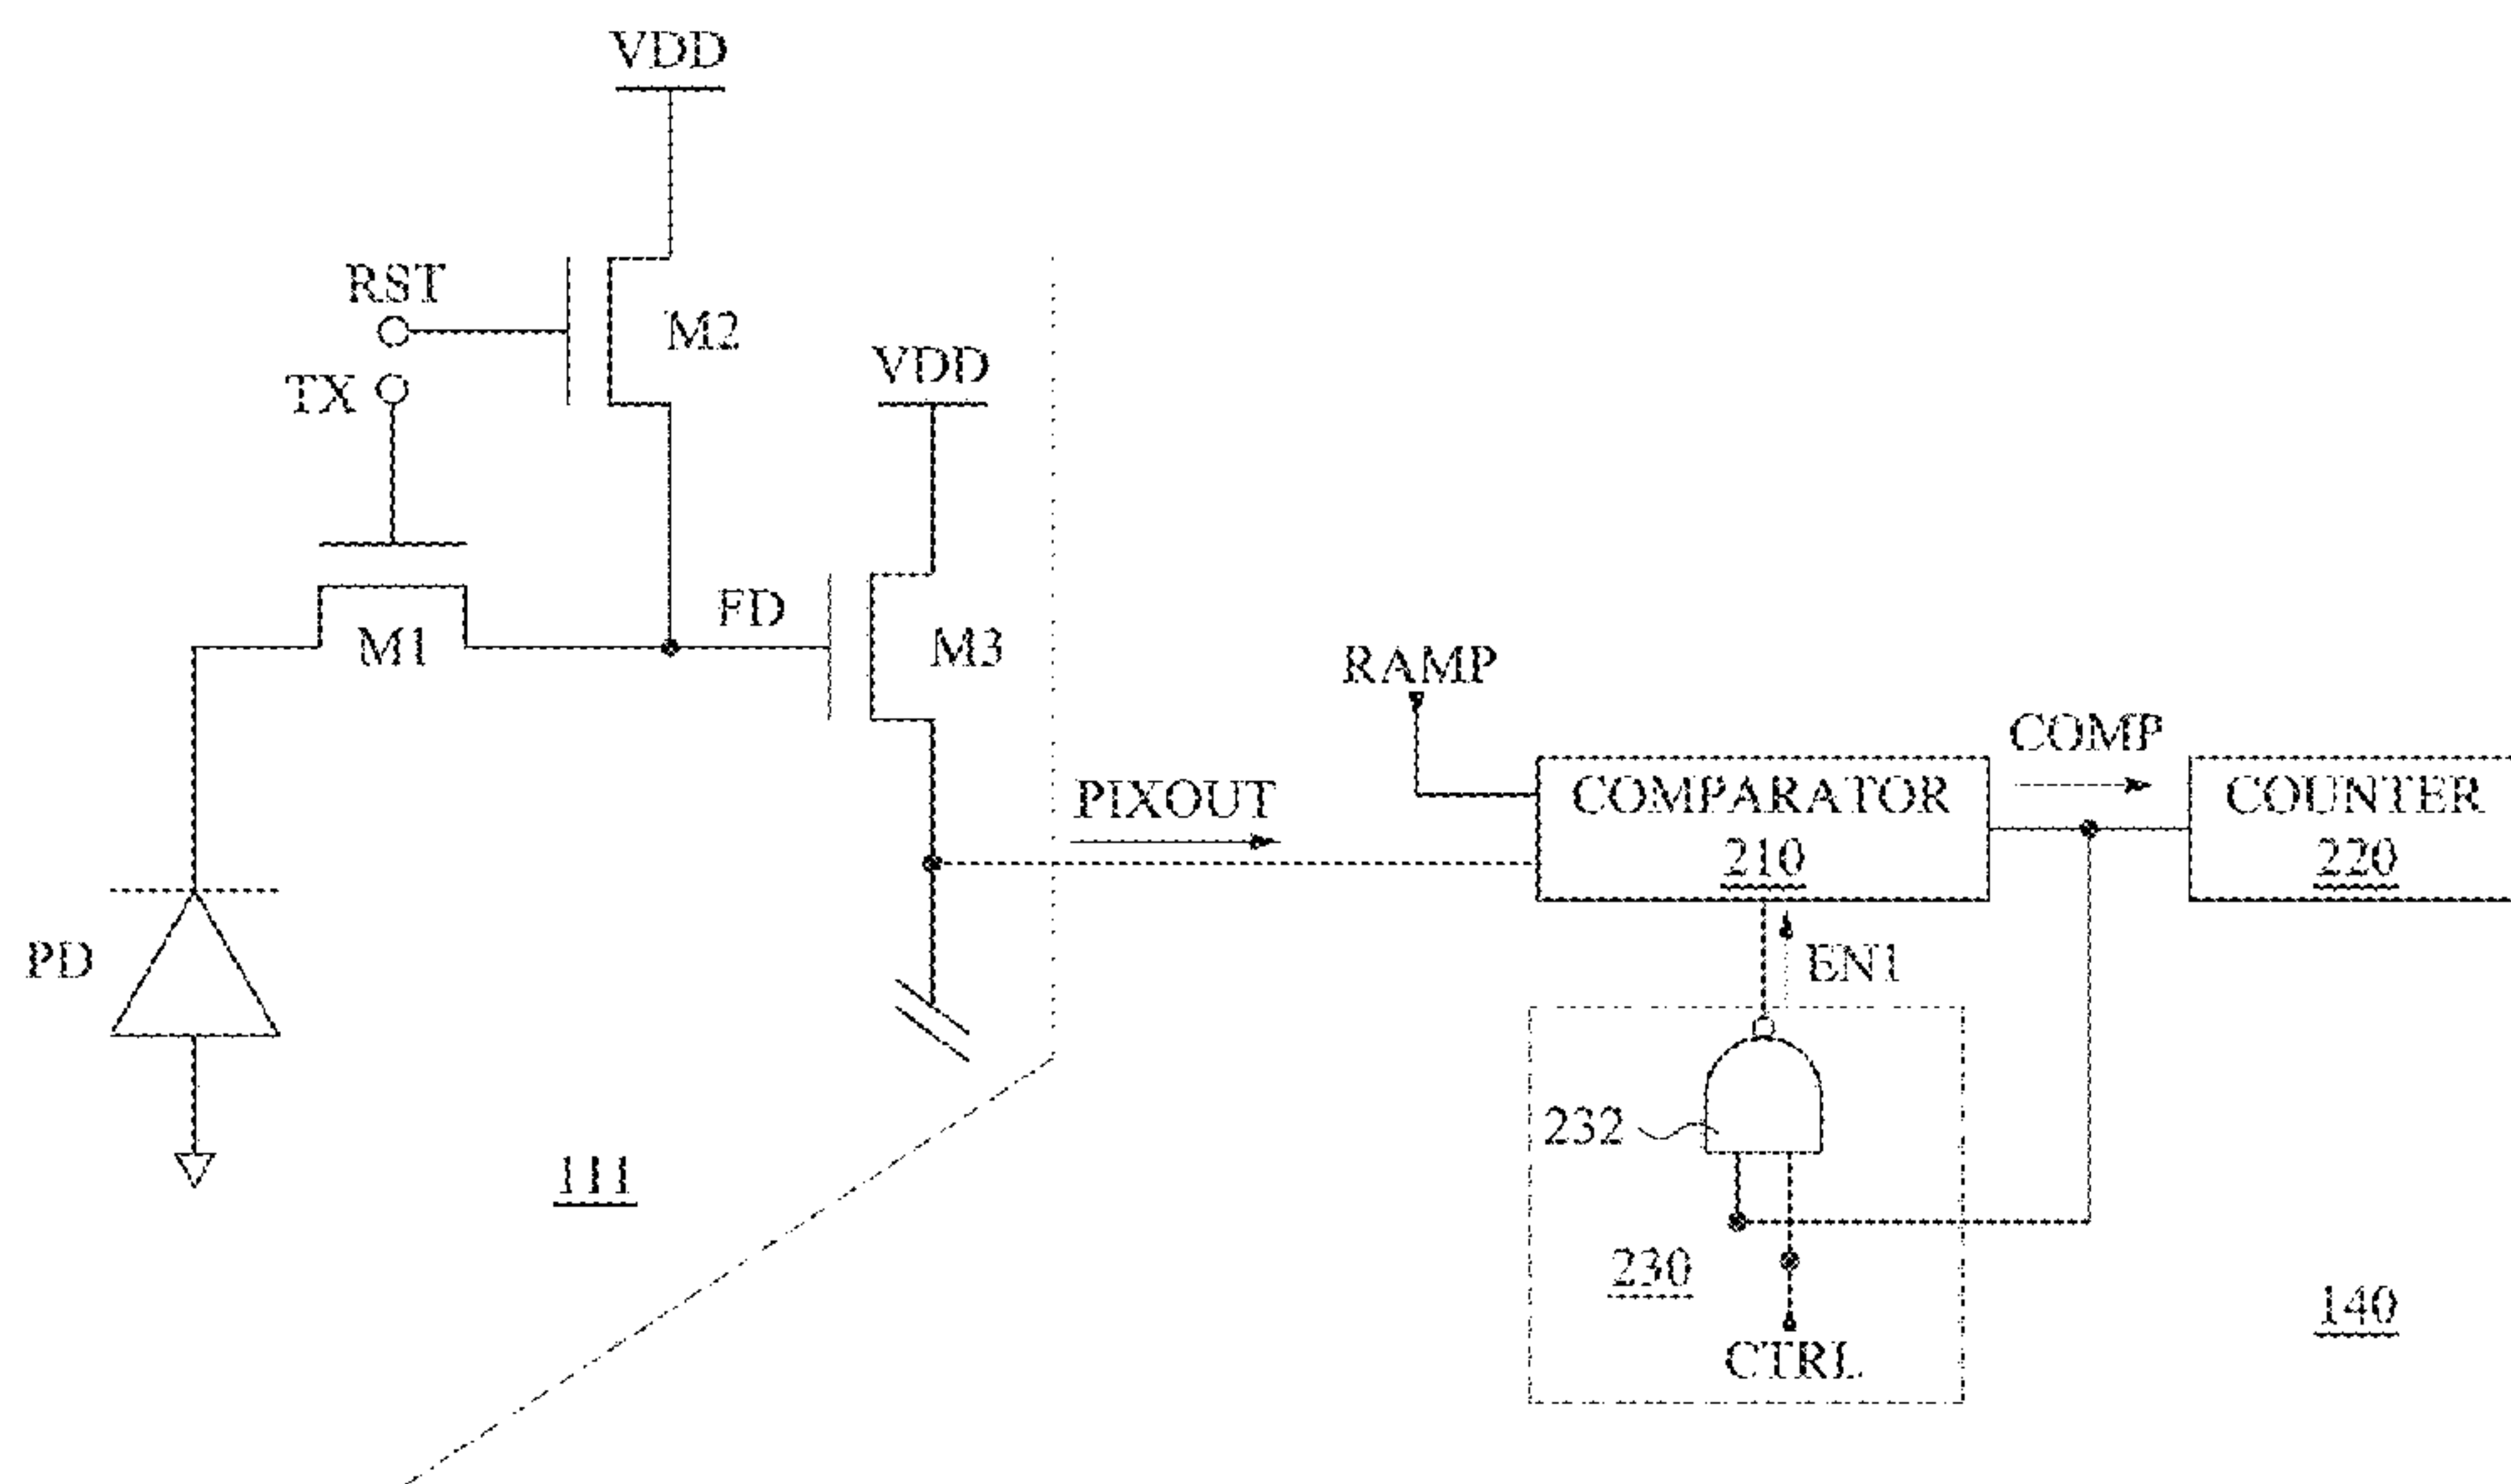 VDD
RST
M2
TX
VDD
FD
M1
M3
RAMP
COMP
PIXOUT
COMPARATOR
210
COUNTER
220
PD
EN1
232
111
230
140
CTRL